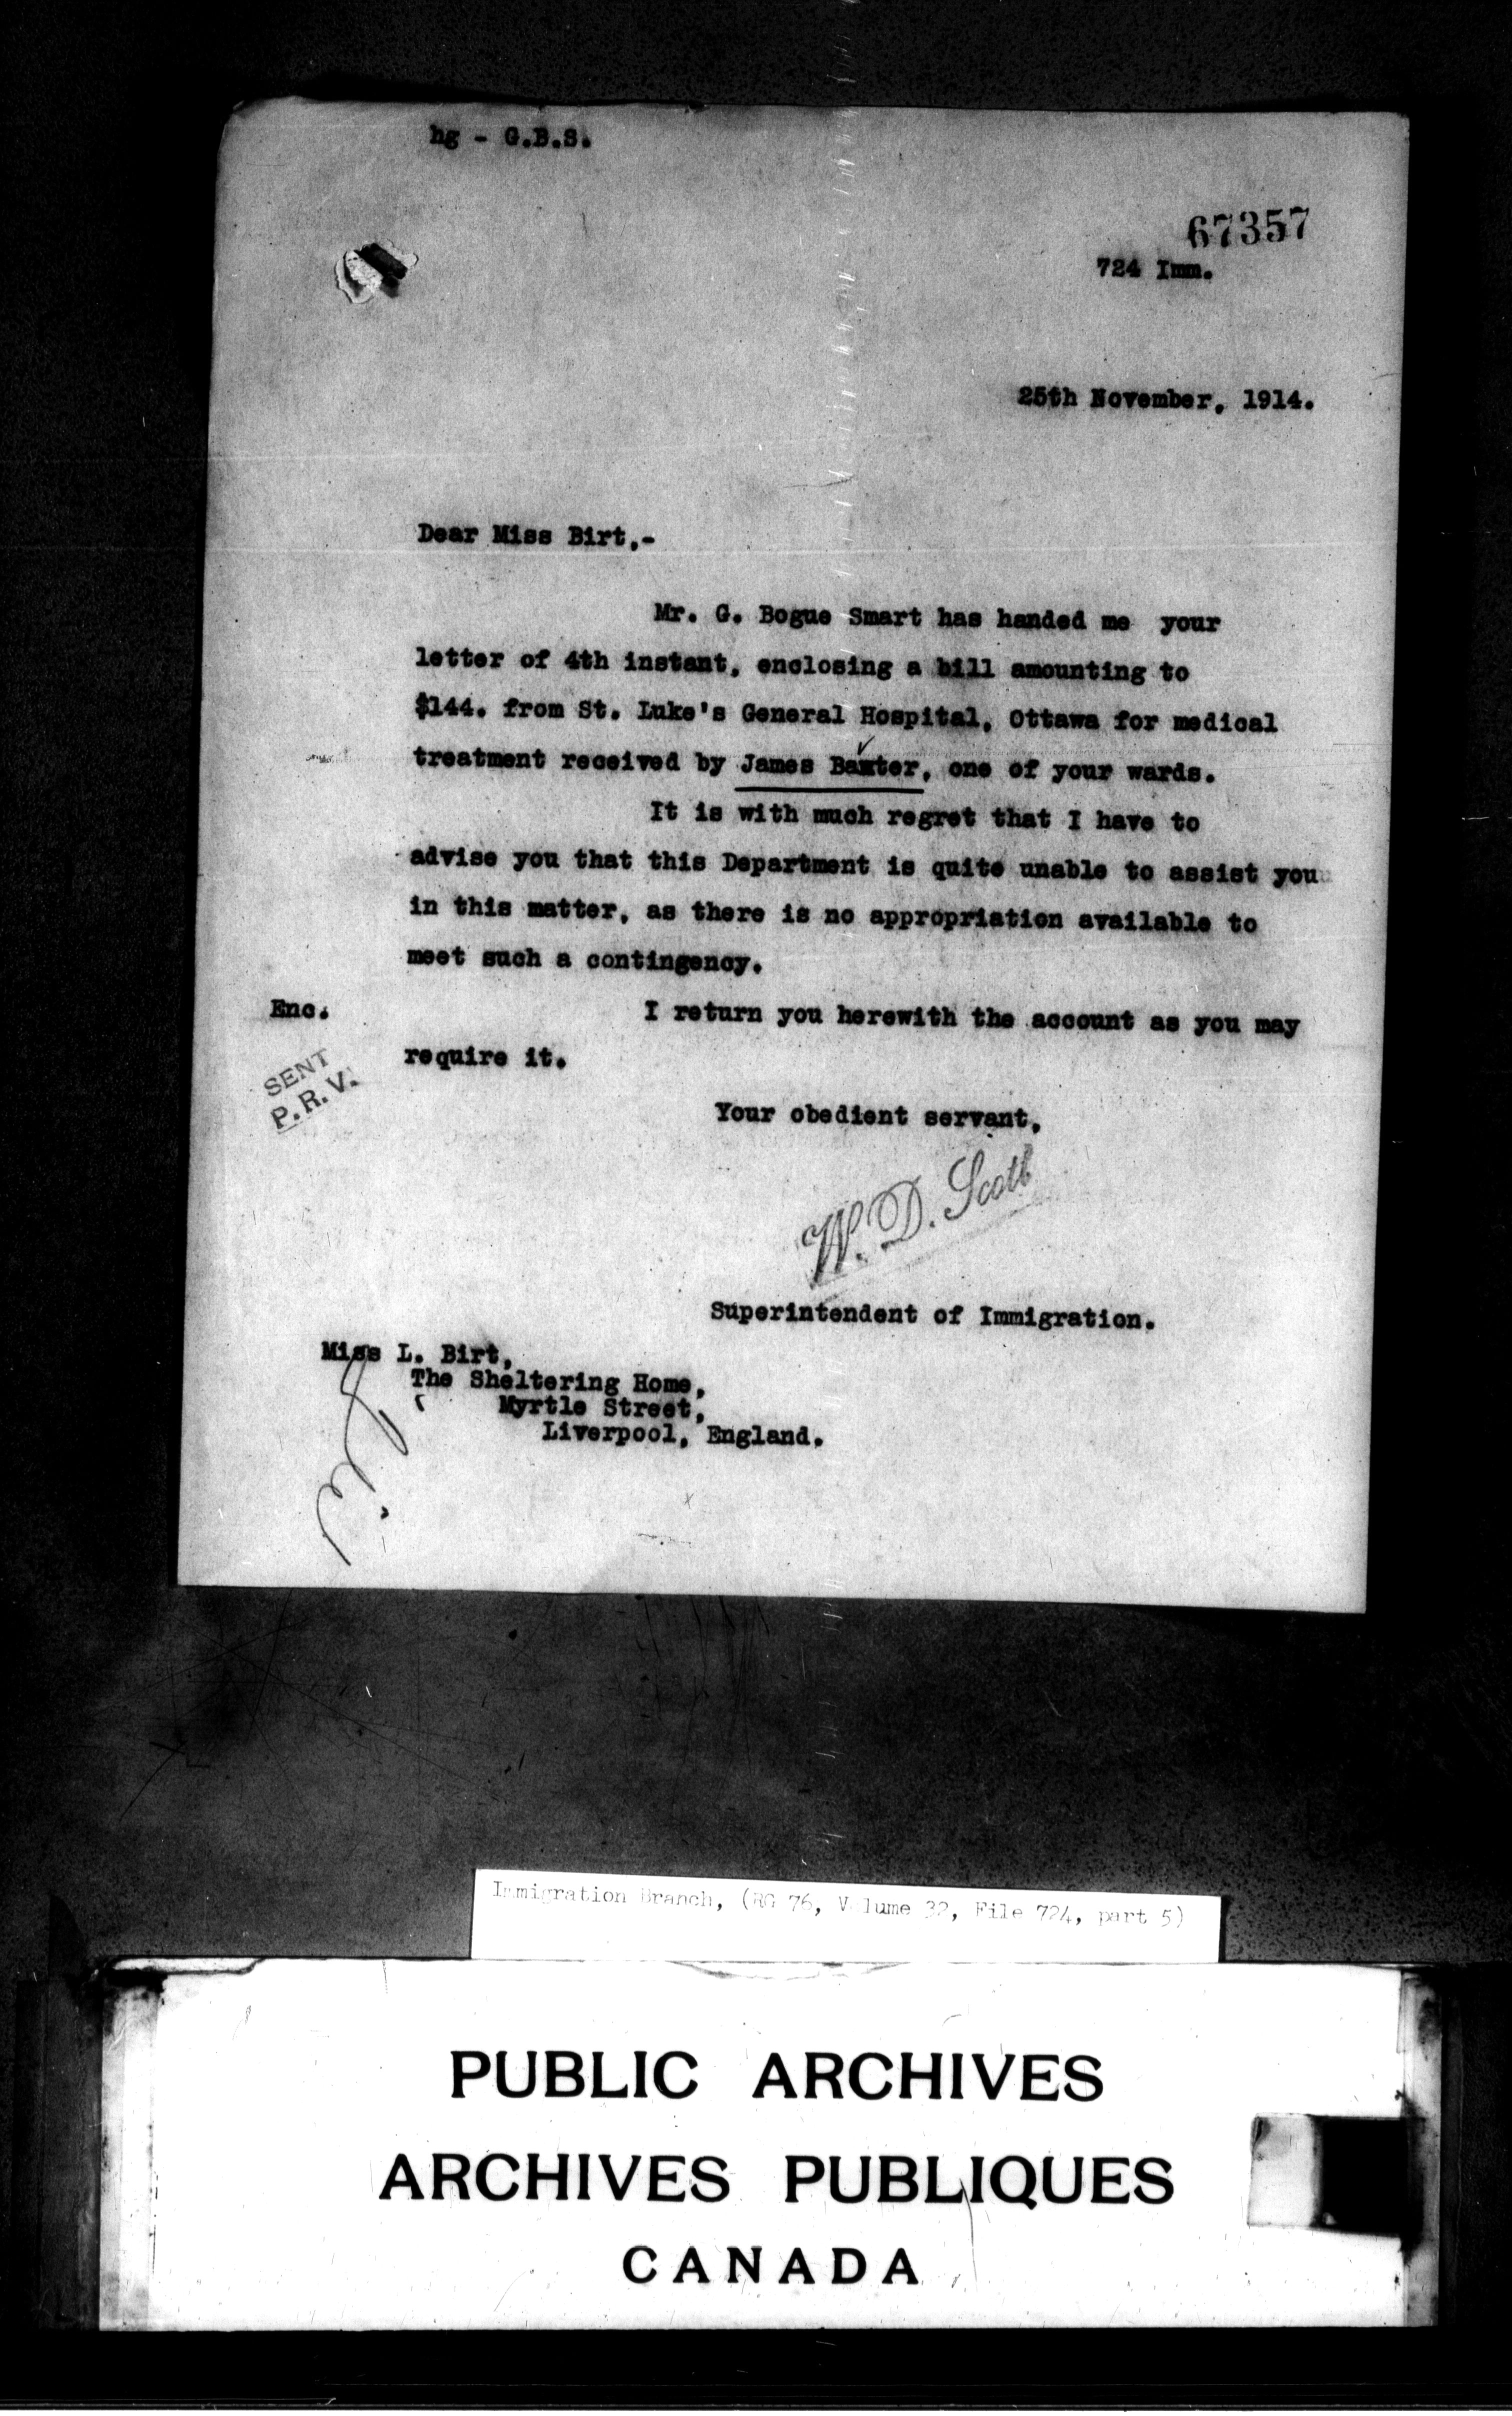 hg - G.B.S.
67357
724 Imm.
25th November, 1914.
Dear Miss Birt,-
Mr. G. Bogue Smart has handed me your
letter of 4th instant, enclosing a bill amounting to
$144. from St. Luke's General Hospital, Ottawa for medical
treatment received by James Baxter, one of your wards.
It is with much regret that I have to
advise you that this Department is quite unable to assist you
in this matter, as there is no appropriation available to
meet such a contingency.
Enc.
I return you herewith the account as you may
require it.
SENT
P.R.V.
Your obedient servant,
W. D. Scott
Superintendent of Immigration.
Miss L. Birt,
The Sheltering Home,
Myrtle Street,
Liverpool, England.
Immigration Branch, (RG 76, Volume 32, File 724, part 5)
PUBLIC ARCHIVES
ARCHIVES PUBLIQUES
CANADA